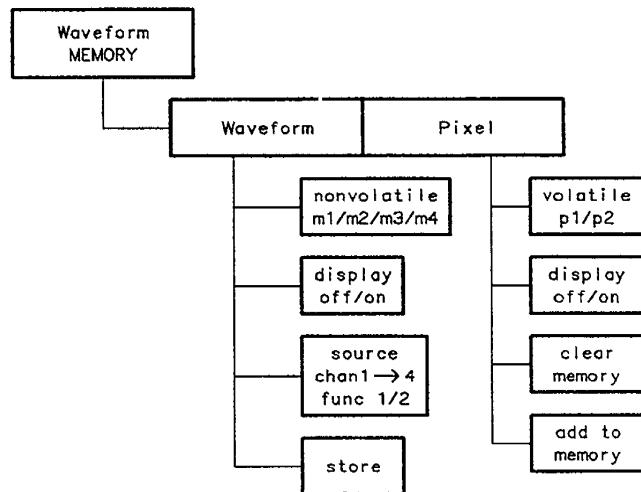 Waveform
MEMORY
Waveform
Pixel
nonvolatile
m1/m2/m3/m4
display
off/on
source
chan1 → 4
func 1/2
store
volatile
p1/p2
display
off/on
clear
memory
add to
memory